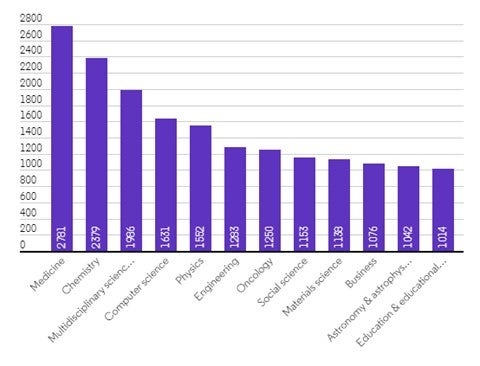 2800
2600
2400
2200
2000
1800
1600
1400
1200
1000
800
600
400
200
0
2781
2379
1986
1631
1552
1283
1250
1153
1138
1076
1042
1014
Medicine
Chemistry
Multidisciplinary scienc...
Computer science
Physics
Engineering
Oncology
Social science
Materials science
Business
Astronomy & astrophys...
Education & educational...